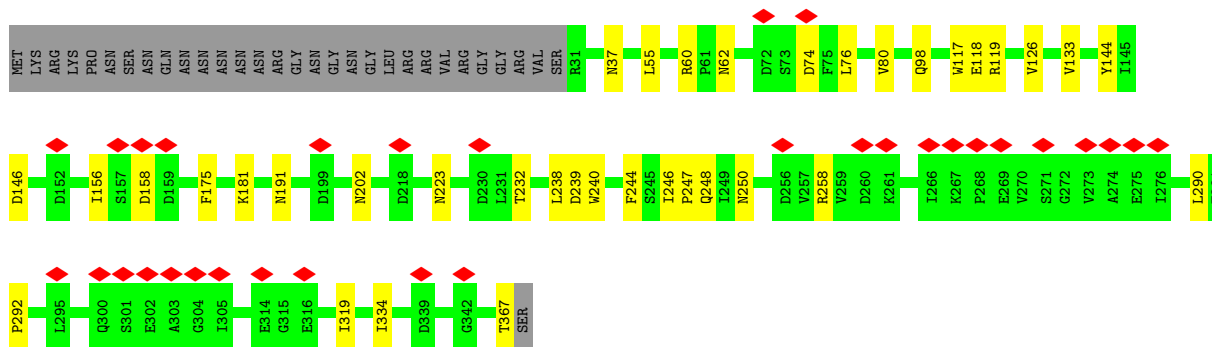 MET LYS ARG LYS PRO ASN SER ASN GLN ASN ASN ASN ASN ASN ARG GLY ASN GLY ASN GLY LEU ARG ARG VAL ARG GLY GLY ARG VAL SER R31 N37 L55 R60 P61 N62 D72 S73 D74 F75 L76 V80 Q98 W117 E118 R119 V126 V133 Y144 I145
D146 D152 I156 S157 D158 D159 F175 K181 N191 D199 N202 D218 N223 D230 L231 T232 L238 D239 W240 F244 S245 I246 P247 Q248 I249 N250 D256 V257 R258 V259 D260 K261 I266 K267 P268 E269 V270 S271 G272 V273 A274 E275 I276 L290
P292 L295 Q300 S301 E302 A303 G304 I305 E314 G315 E316 I319 I334 D339 G342 T367 SER